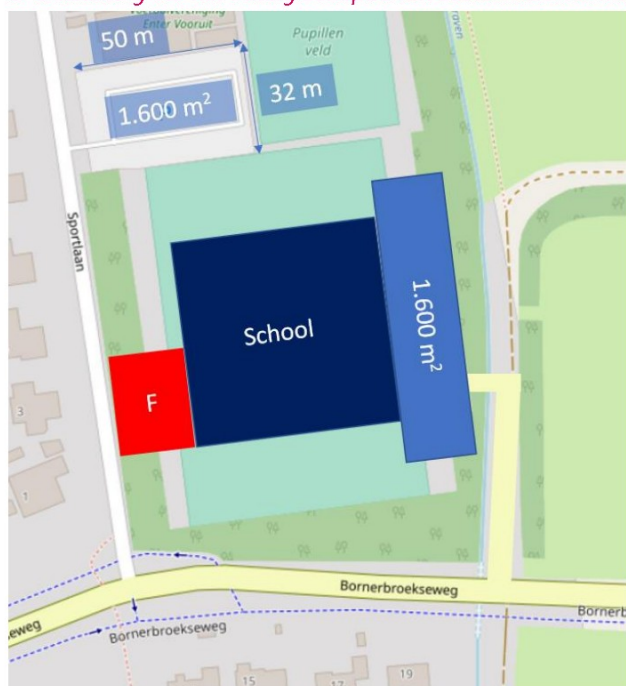 Enter Vooruit
50 m
Pupillen
veld
32 m
1.600 m²
Sportlaan
School
1.600 m²
F
3
1
Bornerbroekseweg
eweg
Bornerb
Bornerbroekseweg
15
17
19
raven